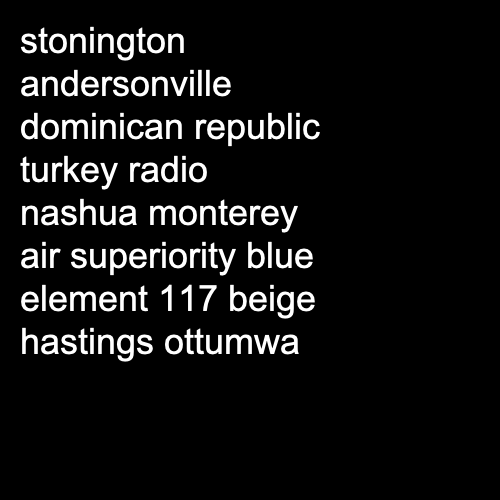 stonington
andersonville
dominican republic
turkey radio
nashua monterey
air superiority blue
element 117 beige
hastings ottumwa